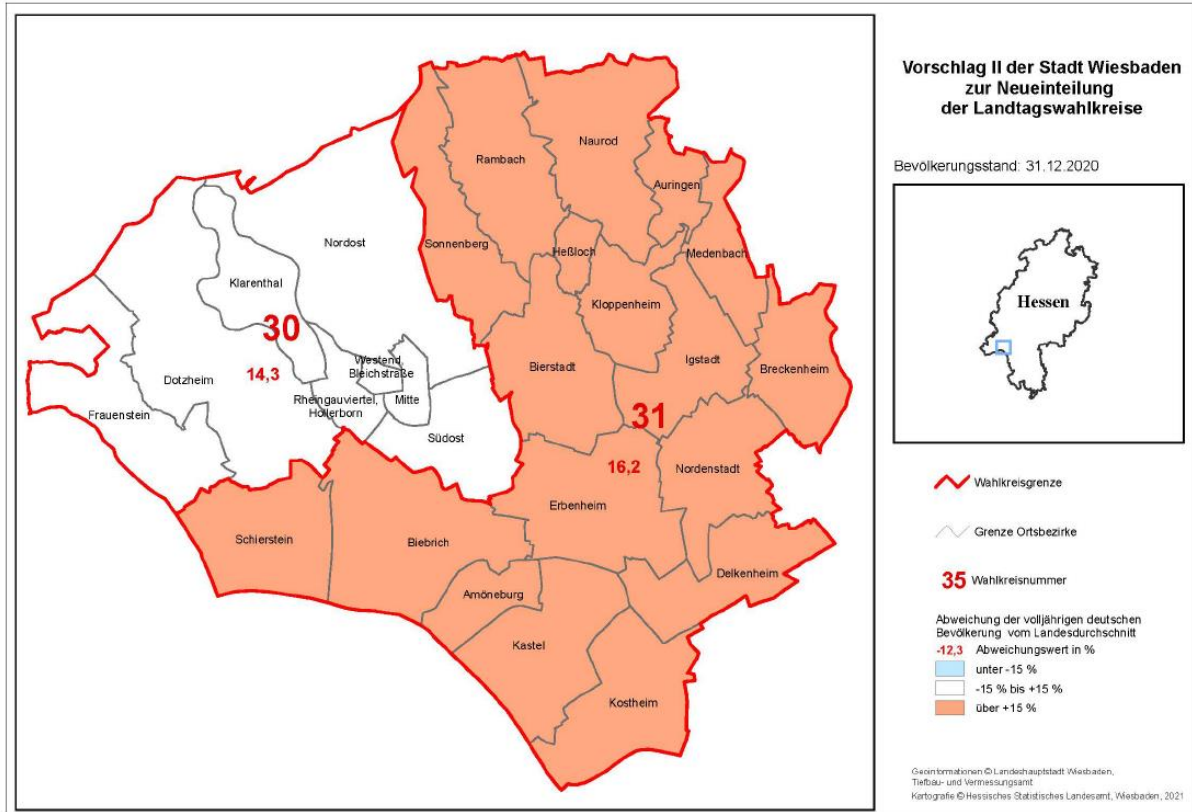 Vorschlag II der Stadt Wiesbaden
zur Neueinteilung
der Landtagswahlkreise
Bevölkerungsstand: 31.12.2020
Hessen
Naurod
Rambach
Auringen
Nordost
Sonnenberg
Heßloch
Medenbach
Klarenthal
Kloppenheim
30
Westend,
Bleichstraße
Bierstadt
Igstadt
Breckenheim
14,3
Dotzheim
Rheingauviertel,
Hollerborn
Mitte
Frauenstein
31
Südost
16,2
Nordenstadt
Erbenheim
Schierstein
Biebrich
Delkenheim
Amöneburg
Kastel
Kostheim
Wahlkreisgrenze
Grenze Ortsbezirke
35 Wahlkreisnummer
Abweichung der volljährigen deutschen
Bevölkerung vom Landesdurchschnitt
-12,3 Abweichungswert in %
unter -15 %
-15 % bis +15 %
über +15 %
Geoinformationen © Landeshauptstadt Wiesbaden,
Tiefbau- und Vermessungsamt
Kartografie © Hessisches Statistisches Landesamt, Wiesbaden, 2021